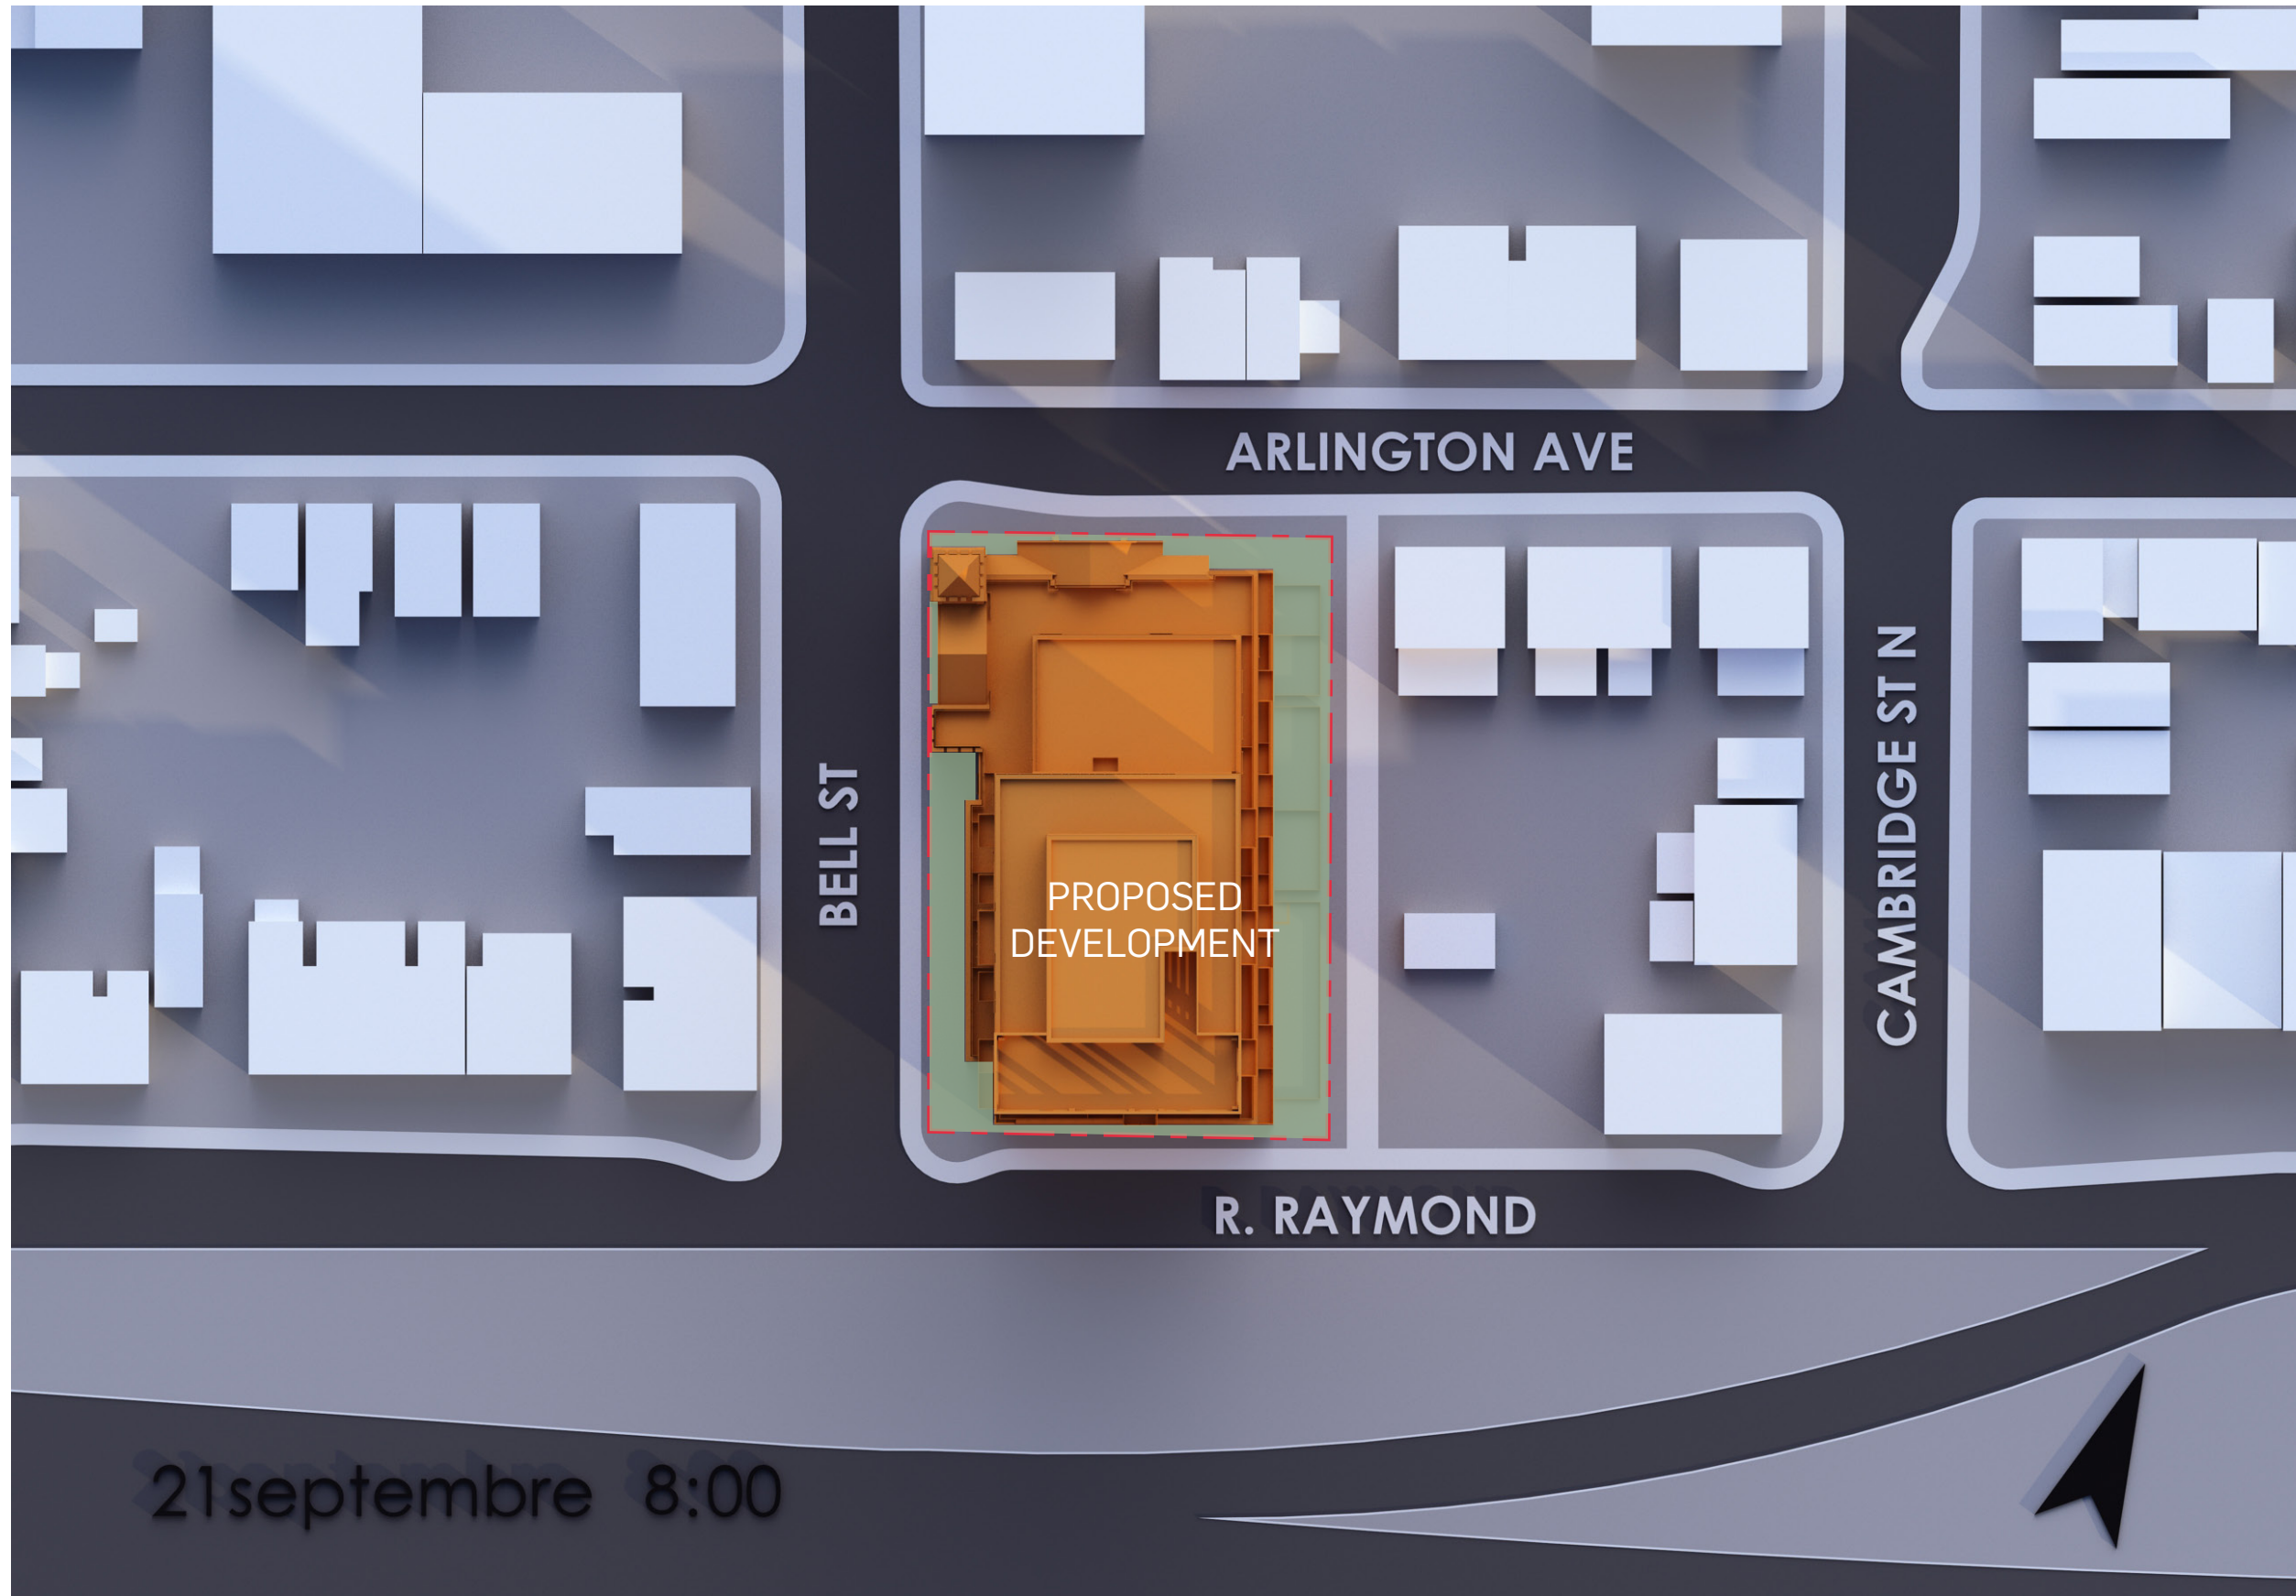 ARLINGTON AVE
BELL ST
CAMBRIDGE ST N
PROPOSED
DEVELOPMENT
R. RAYMOND
21septembre 8:00